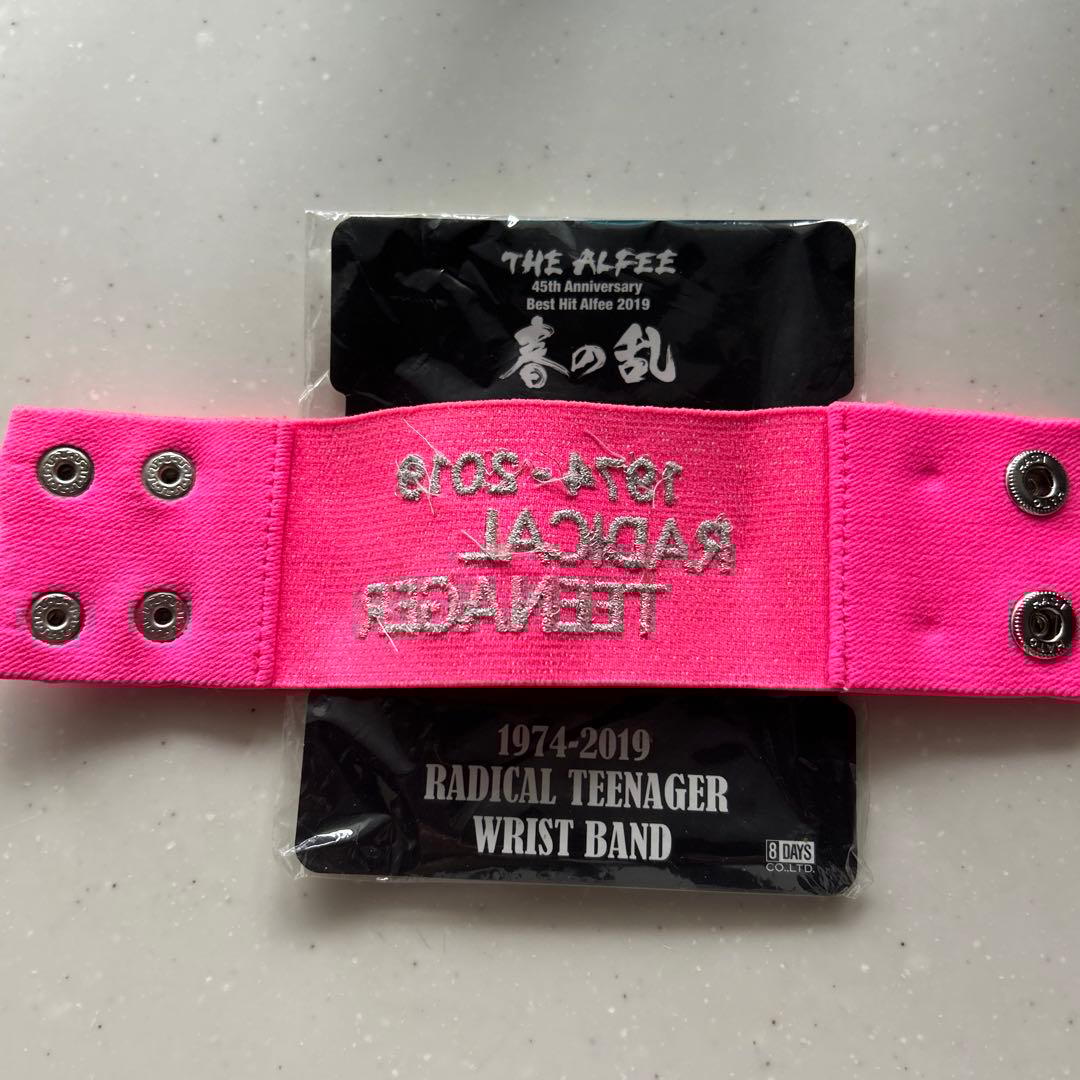 THE ALFEE
45th Anniversary
Best Hit Alfee 2019
春の乱
1974-2019
RADICAL
TEENAGER
1974-2019
RADICAL TEENAGER
WRIST BAND
8 DAYS
CO.,LTD.